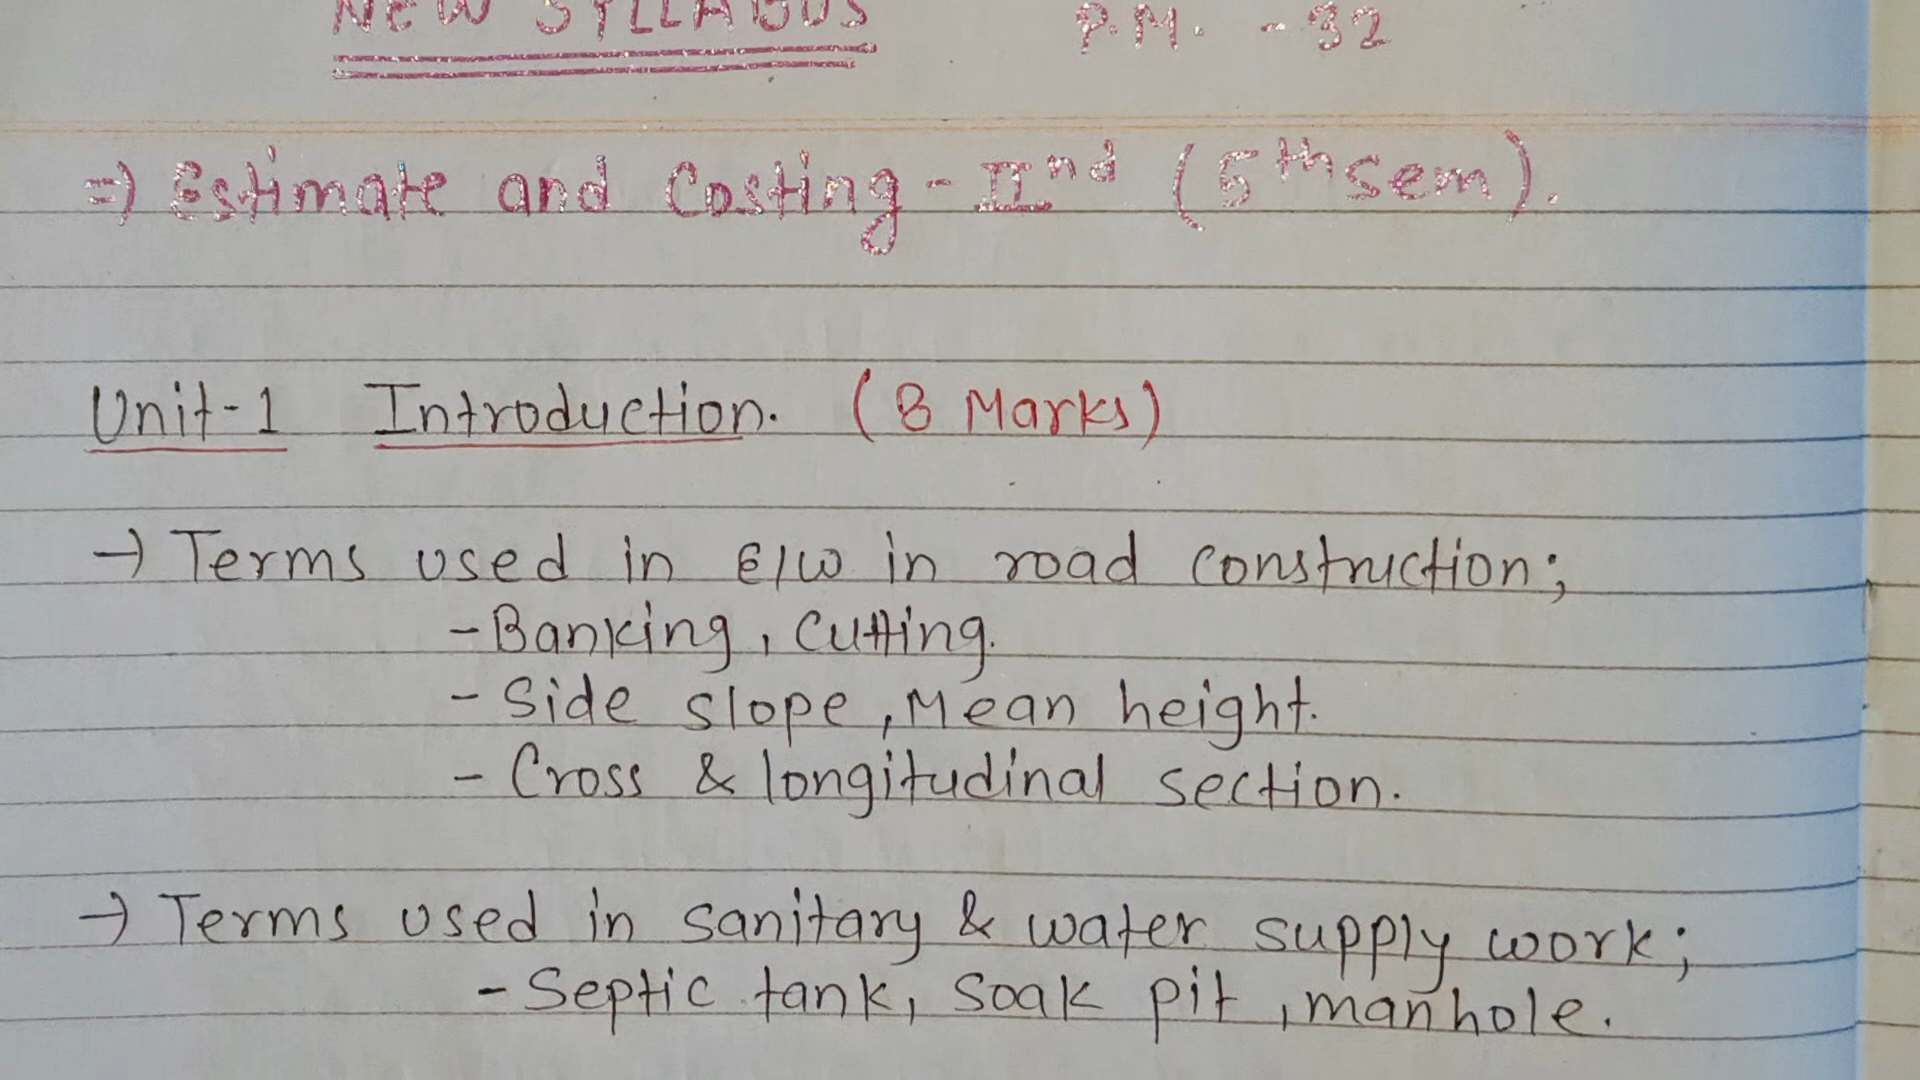 NEW SYLLABUS P.M. - 32
⇒ Estimate and Costing - IInd (5th sem).
Unit-1 Introduction. (8 Marks)
→ Terms used in E/W in road construction;
- Banking, Cutting.
- Side slope, Mean height.
- Cross & longitudinal section.
→ Terms used in sanitary & water supply work;
- Septic tank, Soak pit, manhole.